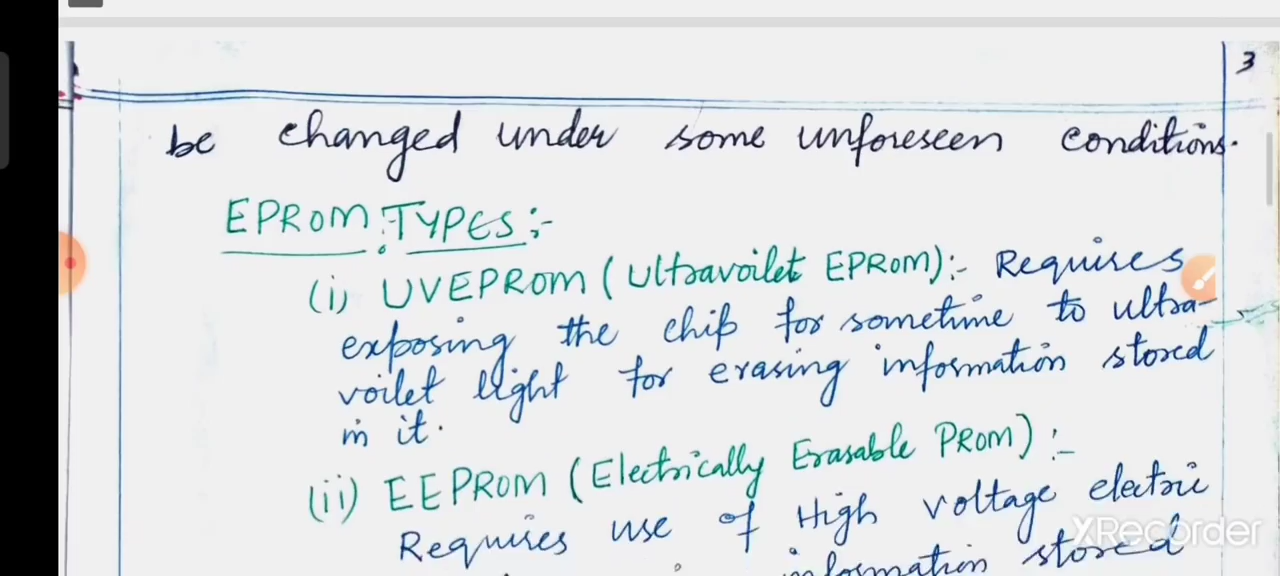 3
be changed under some unforeseen conditions.
EPROM TYPES :-
(i) UVEPROM (Ultravoilet EPROM):- Requires
exposing the chip for sometime to ultra-
voilet light for erasing information stored
in it.
(ii) EEPROM (Electrically Erasable PROM) :-
Requires use of High voltage electric
information stored
XRecorder